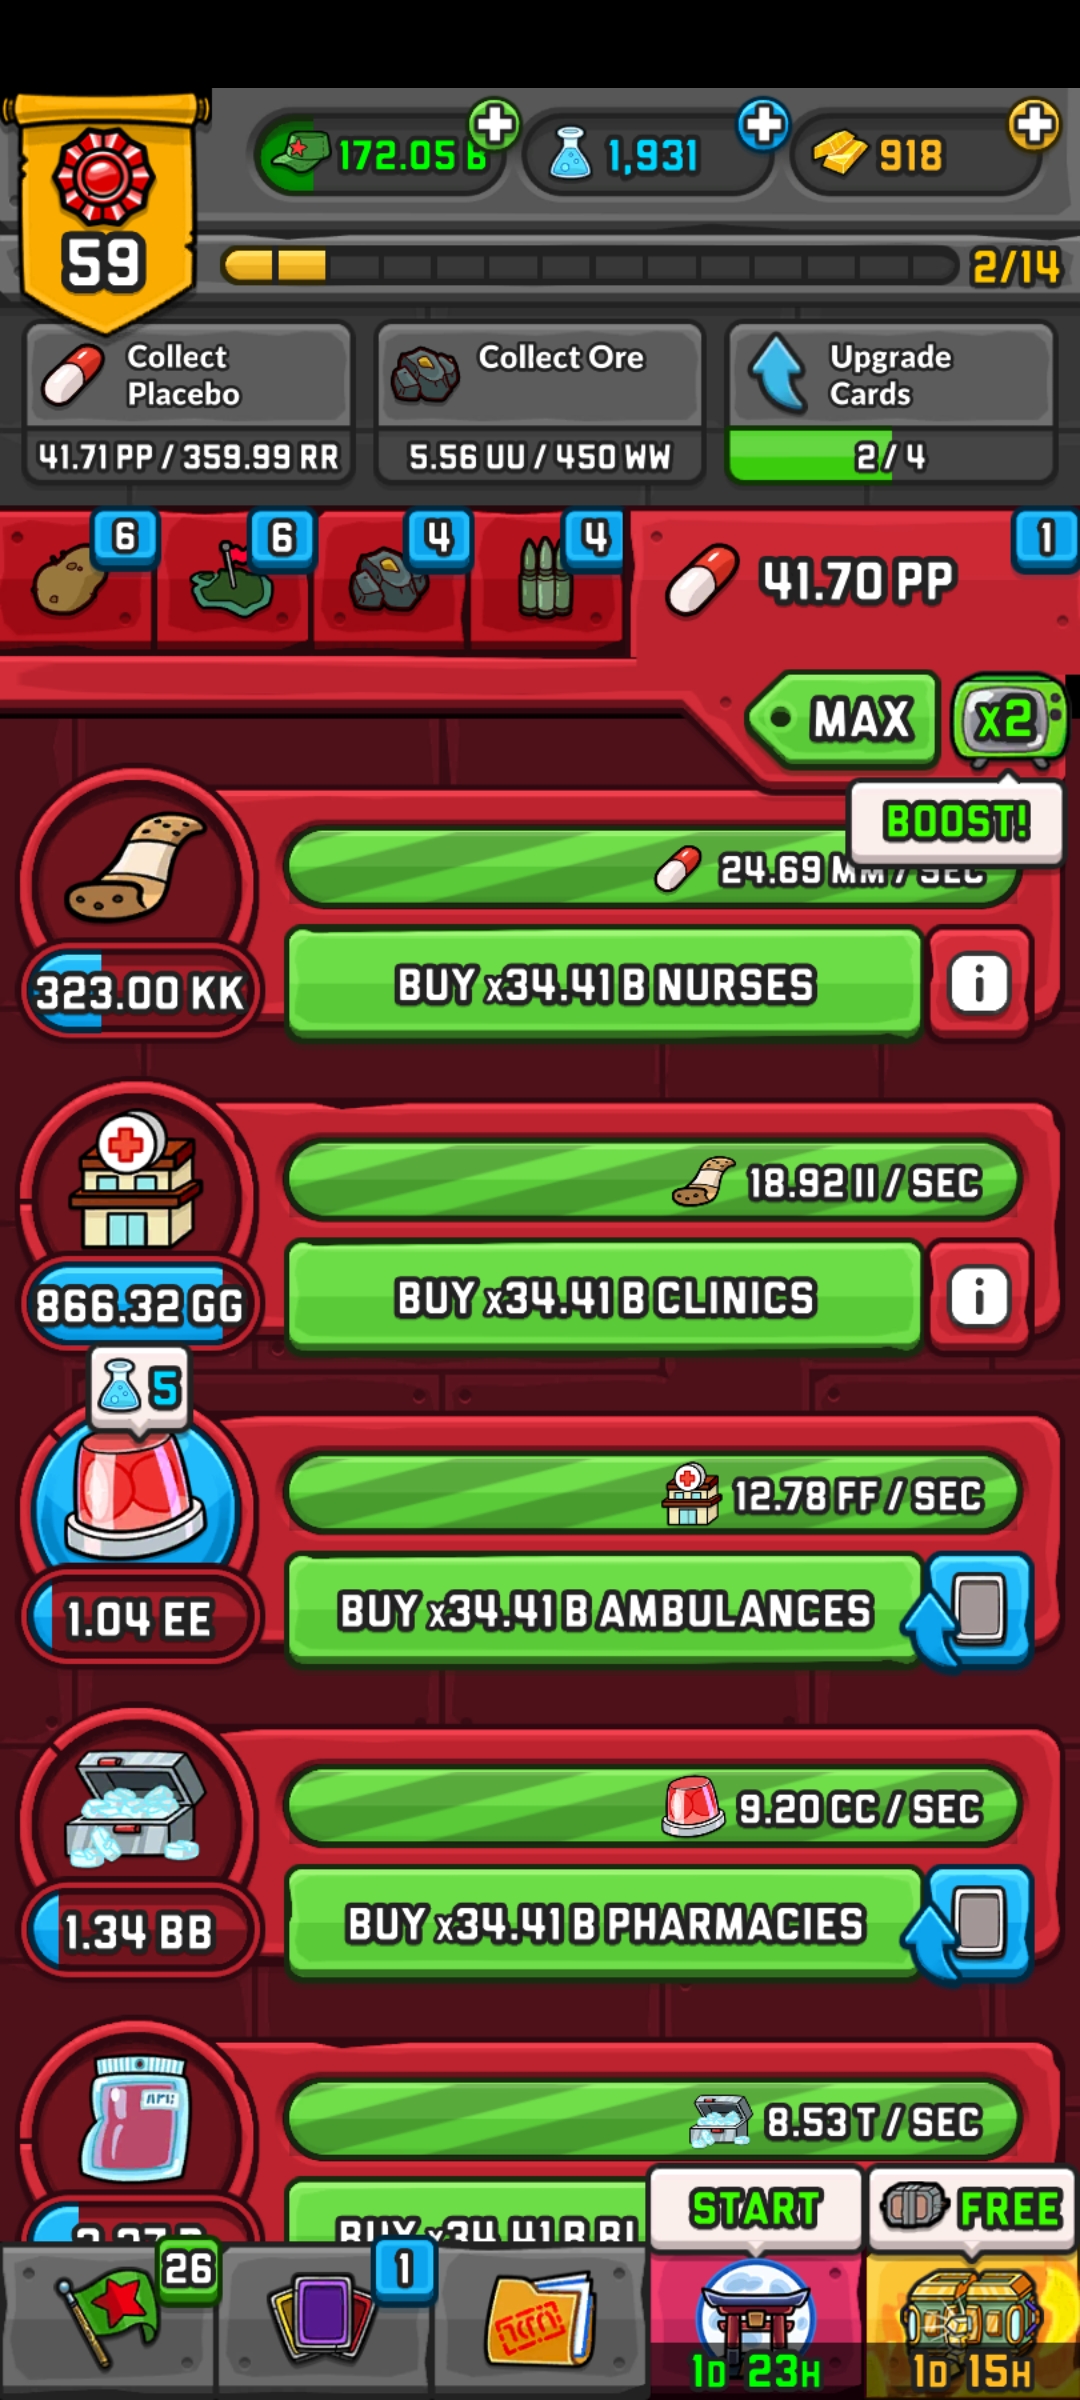 172.05 B
1,931
918
59
2/14
Collect
Placebo
41.71 PP / 359.99 RR
Collect Ore
5.56 UU / 450 WW
Upgrade
Cards
2 / 4
6
6
4
4
41.70 PP
1
MAX
x2
BOOST!
24.69 MM / SEC
323.00 KK
BUY x34.41 B NURSES
i
18.92 II / SEC
866.32 GG
BUY x34.41 B CLINICS
i
5
12.78 FF / SEC
1.04 EE
BUY x34.41 B AMBULANCES
9.20 CC / SEC
1.34 BB
BUY x34.41 B PHARMACIES
8.53 T / SEC
BUY x34.41 B
START
FREE
26
1
1D 23H
1D 15H